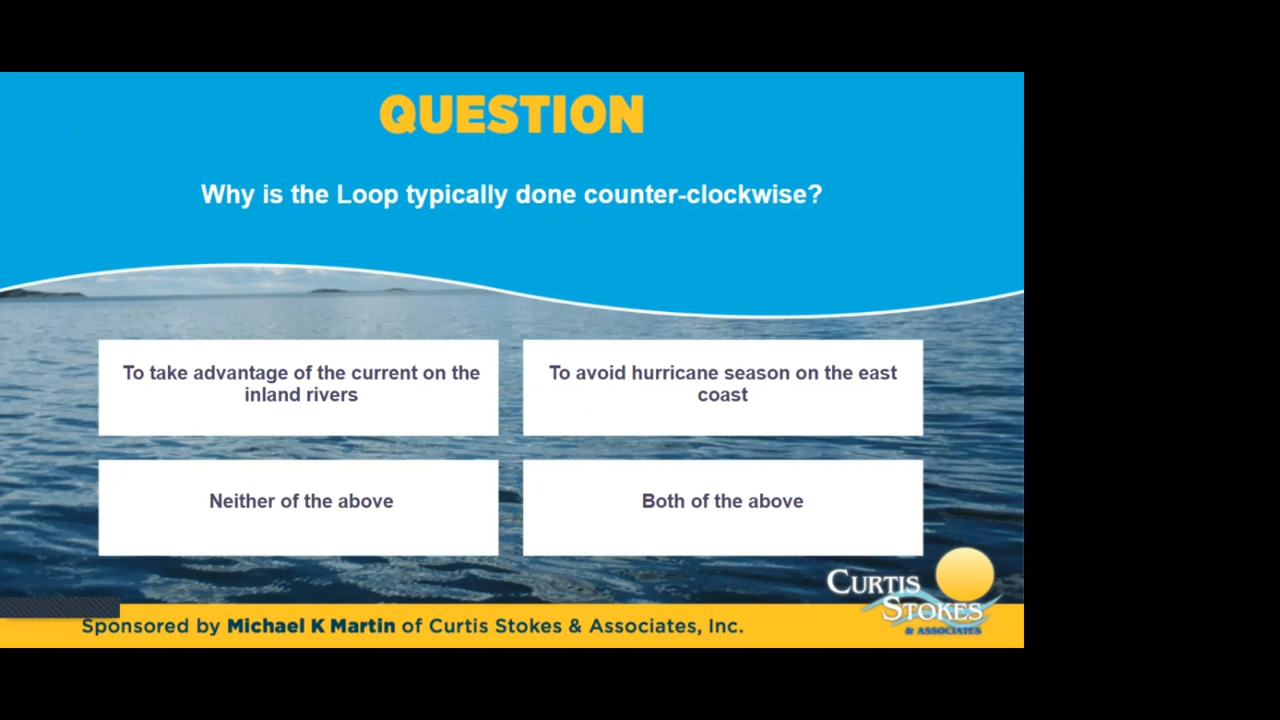 QUESTION
Why is the Loop typically done counter-clockwise?
To take advantage of the current on the
inland rivers
To avoid hurricane season on the east
coast
Neither of the above
Both of the above
CURTIS
STOKES
& ASSOCIATES
Sponsored by Michael K Martin of Curtis Stokes & Associates, Inc.